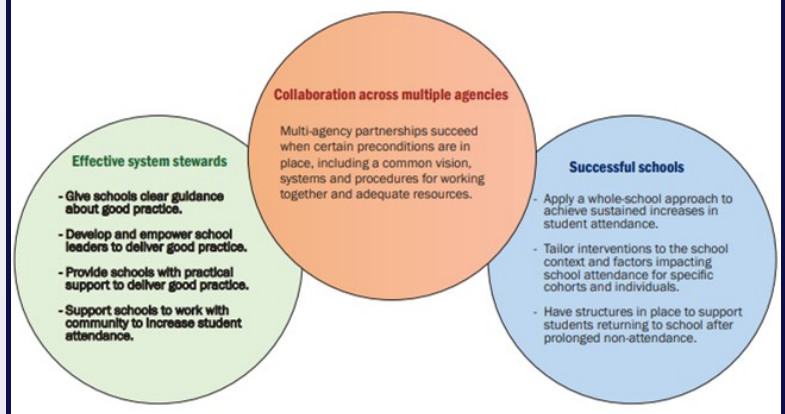 Collaboration across multiple agencies
Multi-agency partnerships succeed
when certain preconditions are in
place, including a common vision,
systems and procedures for working
together and adequate resources.
Effective system stewards
- Give schools clear guidance
about good practice.
- Develop and empower school
leaders to deliver good practice.
- Provide schools with practical
support to deliver good practice.
- Support schools to work with
community to increase student
attendance.
Successful schools
- Apply a whole-school approach to
achieve sustained increases in
student attendance.
- Tailor interventions to the school
context and factors impacting
school attendance for specific
cohorts and individuals.
- Have structures in place to support
students returning to school after
prolonged non-attendance.